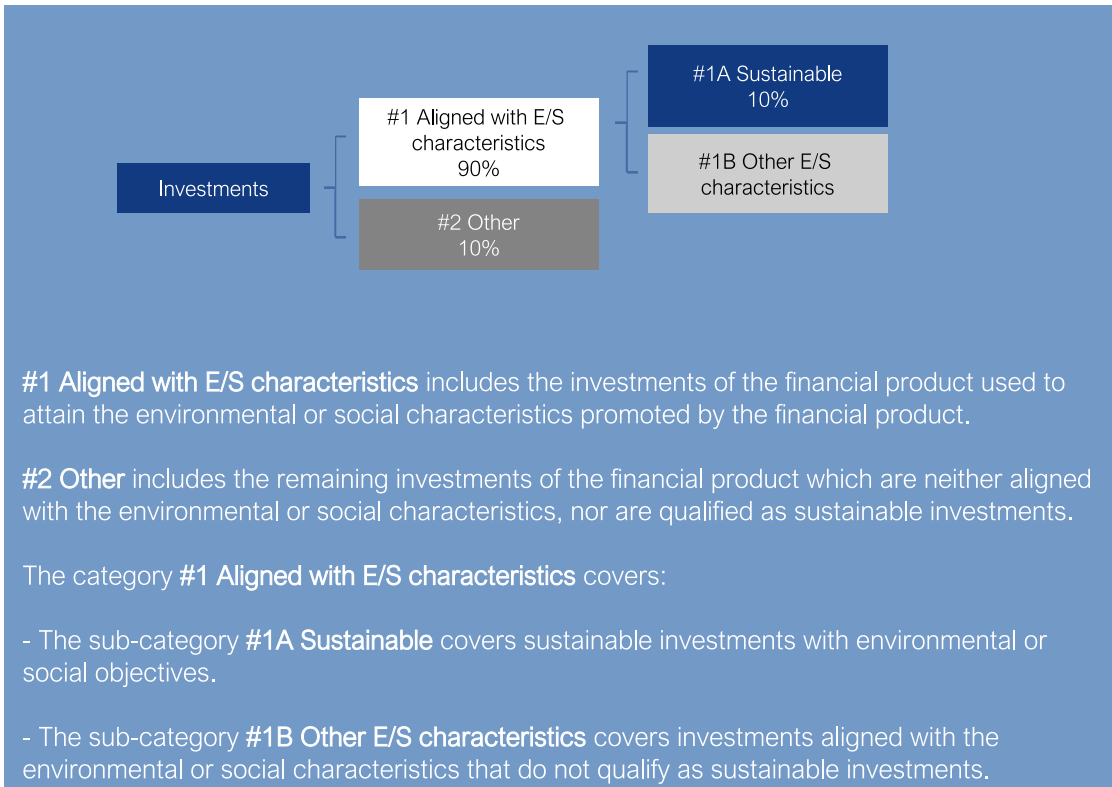 #1A Sustainable
10%
#1 Aligned with E/S
characteristics
90%
#1B Other E/S
characteristics
Investments
#2 Other
10%
#1 Aligned with E/S characteristics includes the investments of the financial product used to
attain the environmental or social characteristics promoted by the financial product.
#2 Other includes the remaining investments of the financial product which are neither aligned
with the environmental or social characteristics, nor are qualified as sustainable investments.
The category #1 Aligned with E/S characteristics covers:
- The sub-category #1A Sustainable covers sustainable investments with environmental or
social objectives.
- The sub-category #1B Other E/S characteristics covers investments aligned with the
environmental or social characteristics that do not qualify as sustainable investments.